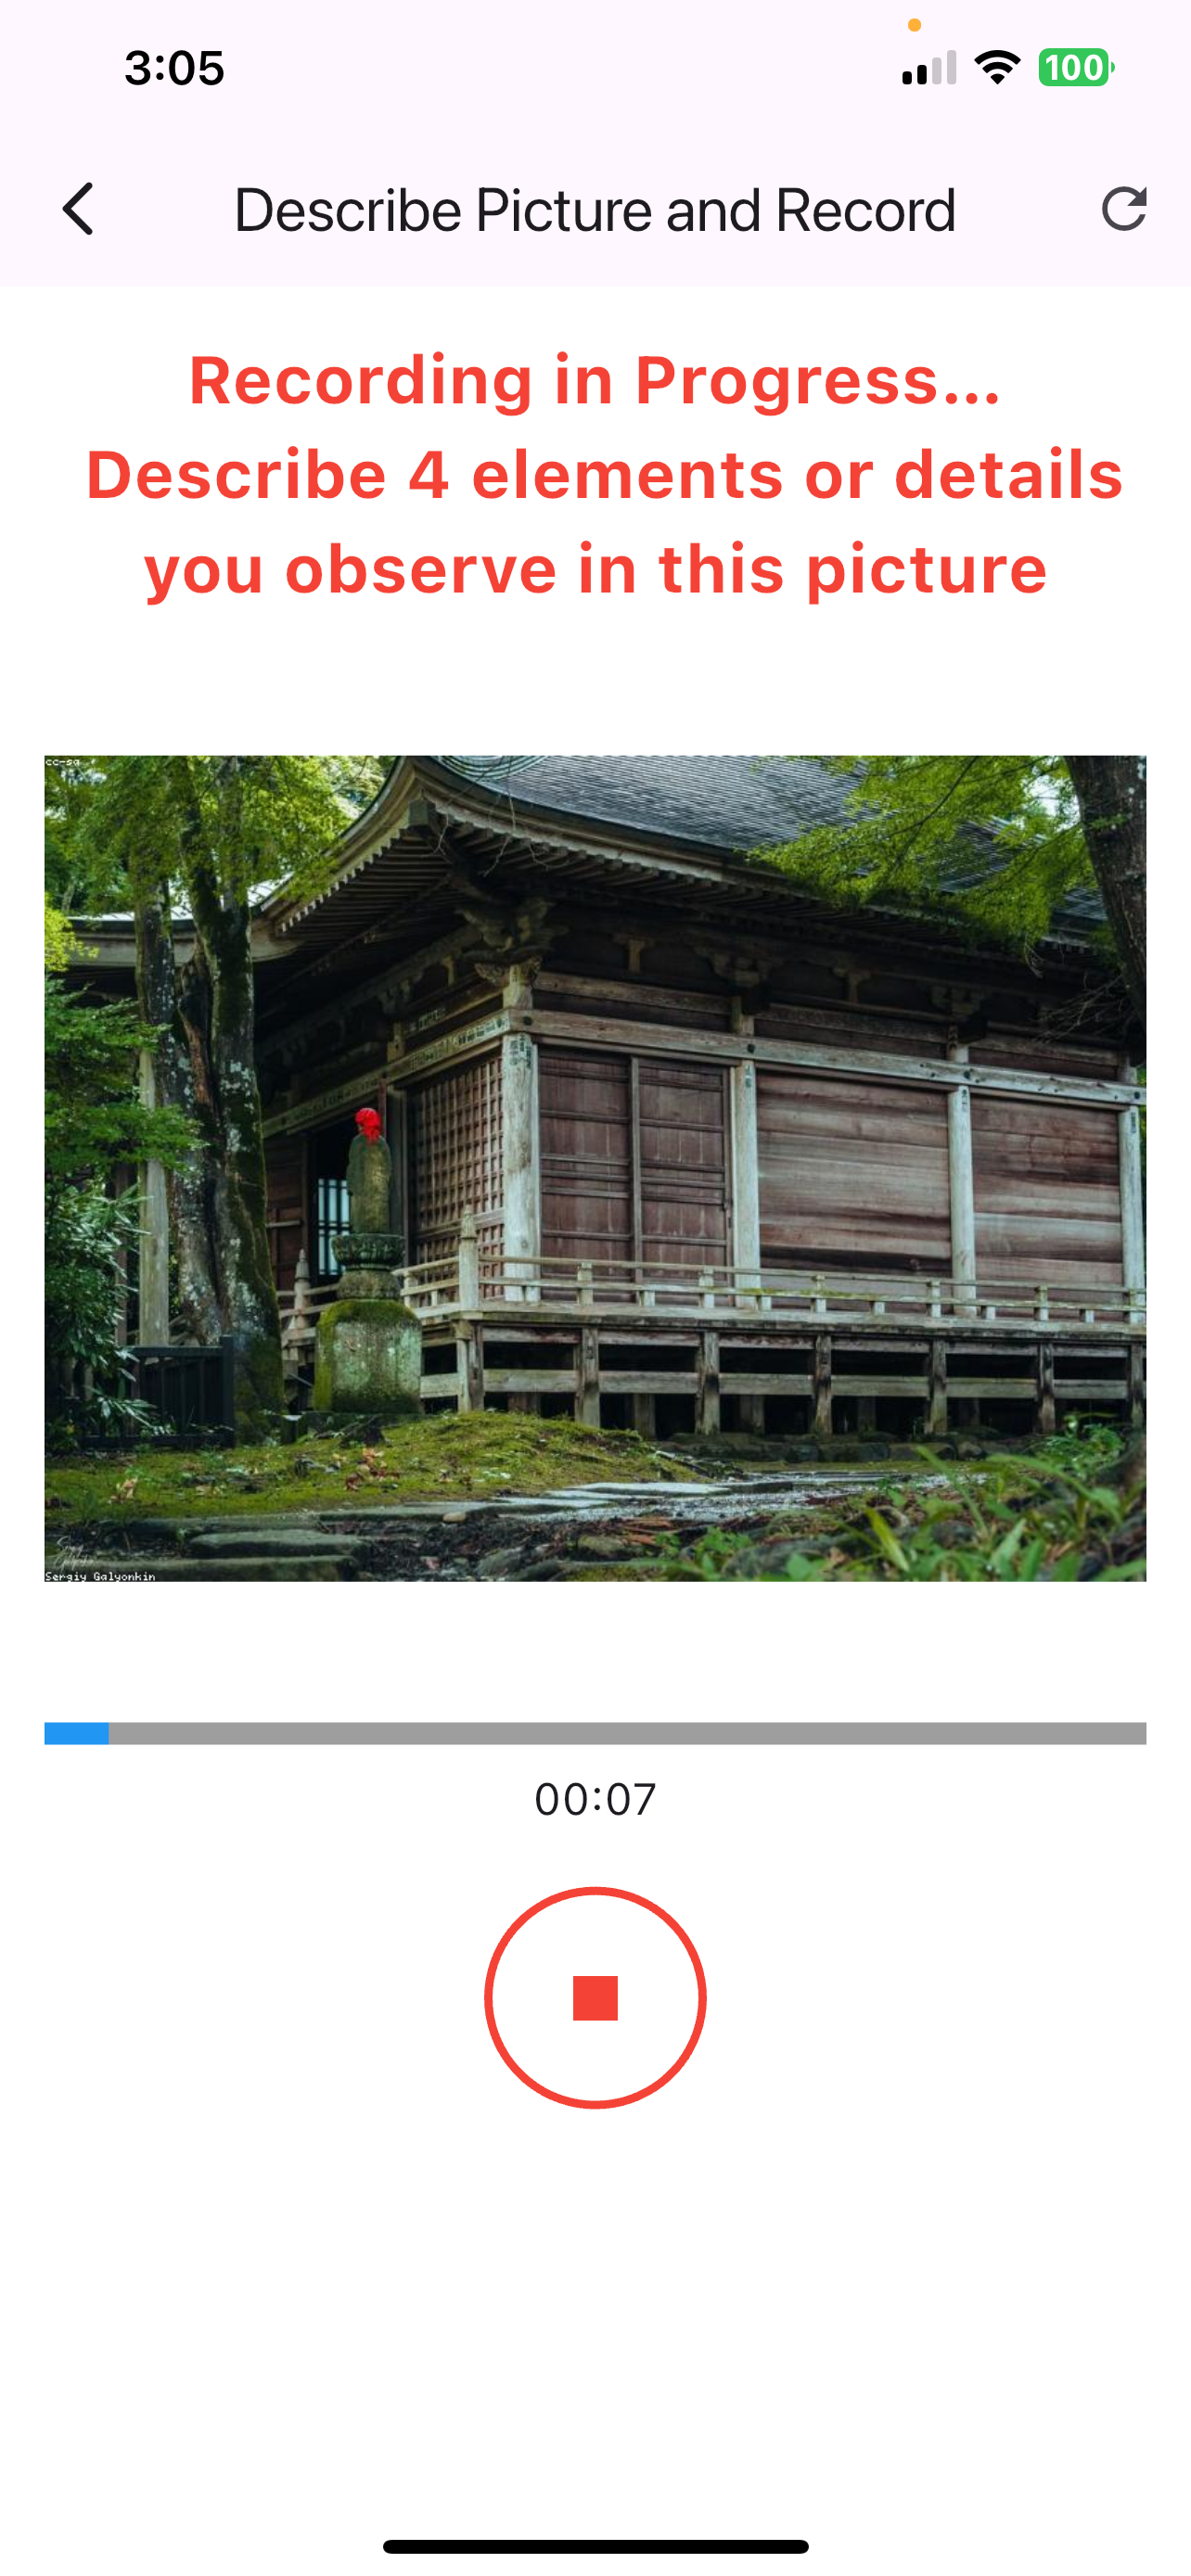 3:05
100
Describe Picture and Record
Recording in Progress...
Describe 4 elements or details
you observe in this picture
cc-sa
Sergiy Galyonkin
00:07